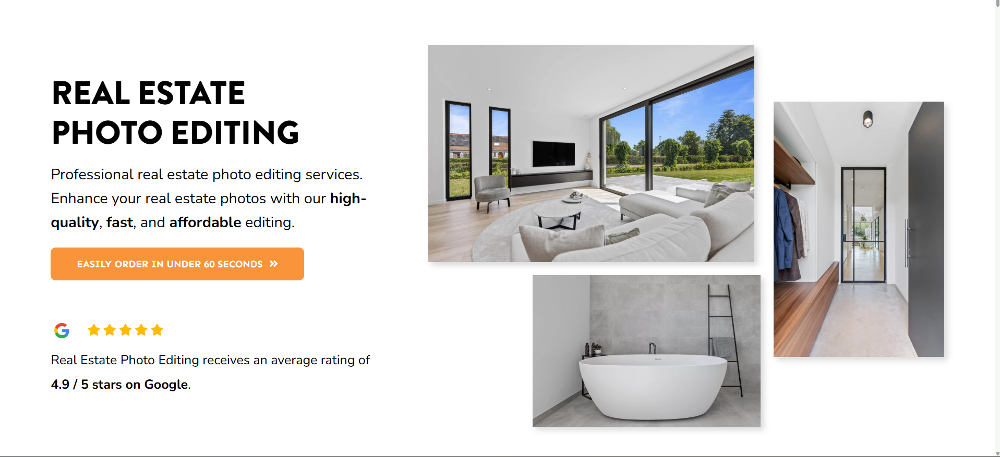 REAL ESTATE
PHOTO EDITING
Professional real estate photo editing services.
Enhance your real estate photos with our high-
quality, fast, and affordable editing.
EASILY ORDER IN UNDER 60 SECONDS »
Real Estate Photo Editing receives an average rating of
4.9 / 5 stars on Google.